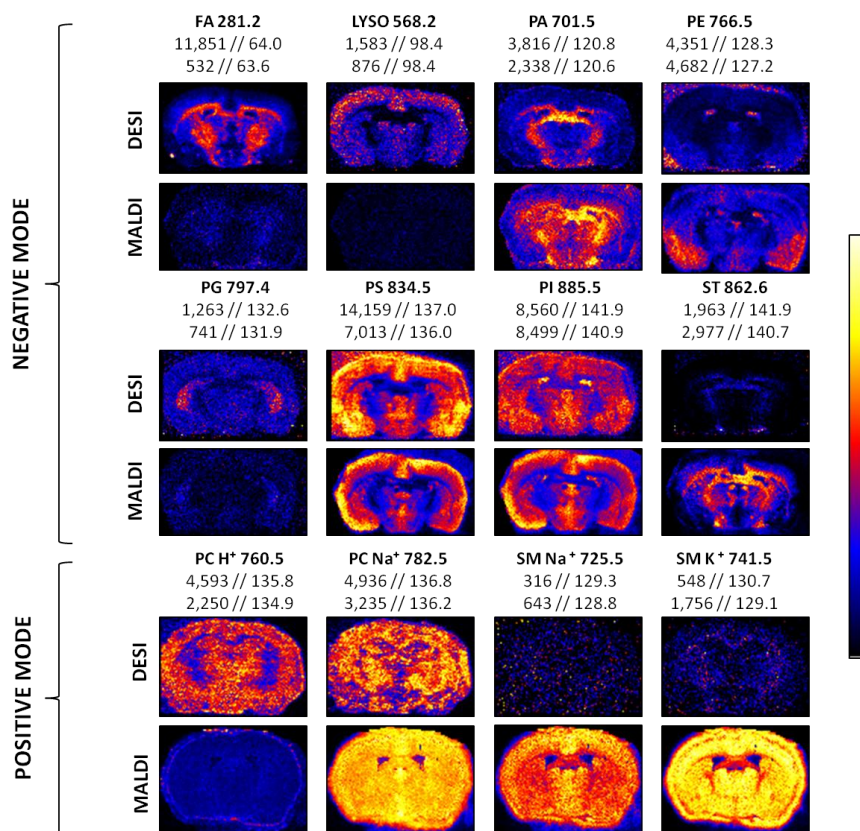 NEGATIVE MODE
FA 281.2
11,851 // 64.0
532 // 63.6
LYSO 568.2
1,583 // 98.4
876 // 98.4
PA 701.5
3,816 // 120.8
2,338 // 120.6
PE 766.5
4,351 // 128.3
4,682 // 127.2
DESI
MALDI
PG 797.4
1,263 // 132.6
741 // 131.9
PS 834.5
14,159 // 137.0
7,013 // 136.0
PI 885.5
8,560 // 141.9
8,499 // 140.9
ST 862.6
1,963 // 141.9
2,977 // 140.7
DESI
MALDI
POSITIVE MODE
PC H⁺ 760.5
4,593 // 135.8
2,250 // 134.9
PC Na⁺ 782.5
4,936 // 136.8
3,235 // 136.2
SM Na⁺ 725.5
316 // 129.3
643 // 128.8
SM K⁺ 741.5
548 // 130.7
1,756 // 129.1
DESI
MALDI